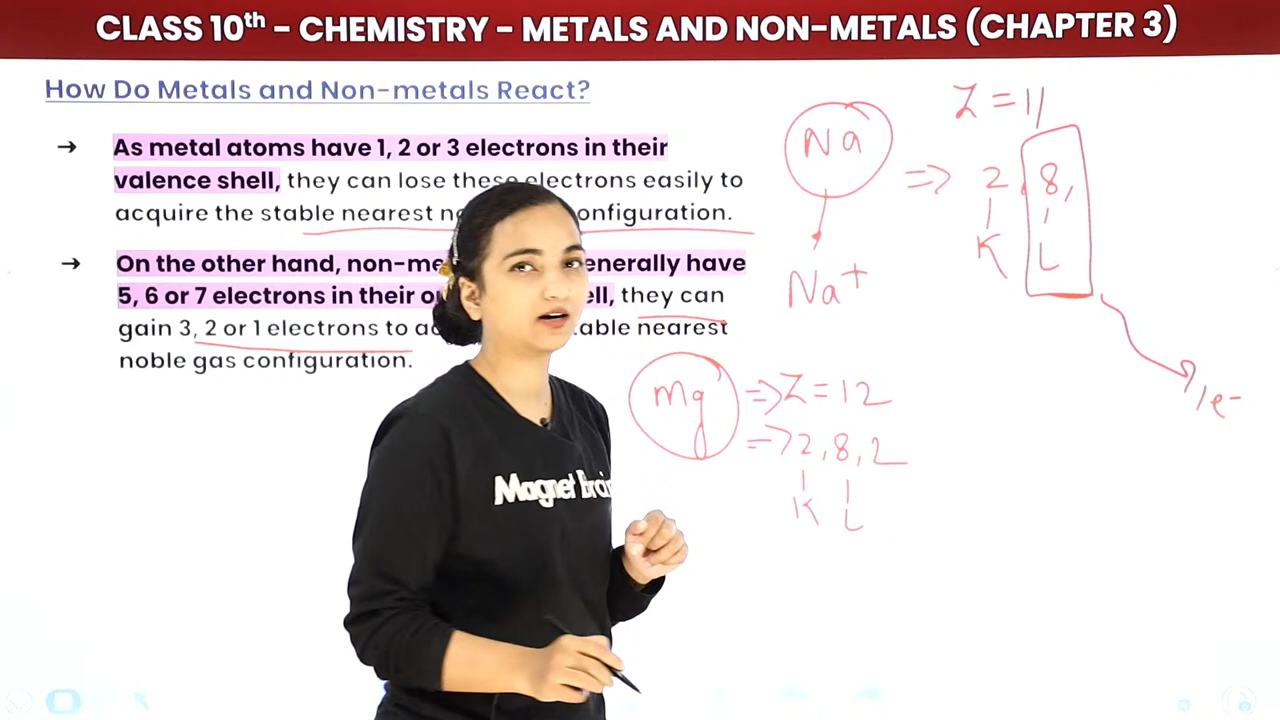 CLASS 10th - CHEMISTRY - METALS AND NON-METALS (CHAPTER 3)
How Do Metals and Non-metals React?
→ As metal atoms have 1, 2 or 3 electrons in their
valence shell, they can lose these electrons easily to
acquire the stable nearest configuration.
→ On the other hand, non-me enerally have
5, 6 or 7 electrons in their they can
gain 3, 2 or 1 electrons to nearest
noble gas configuration.
Na
Na+
Z = 11
⇒ 2, 8,
K L
1e-
Mg ⇒ Z = 12
⇒ 2, 8, 2
K L
Magnet Brain